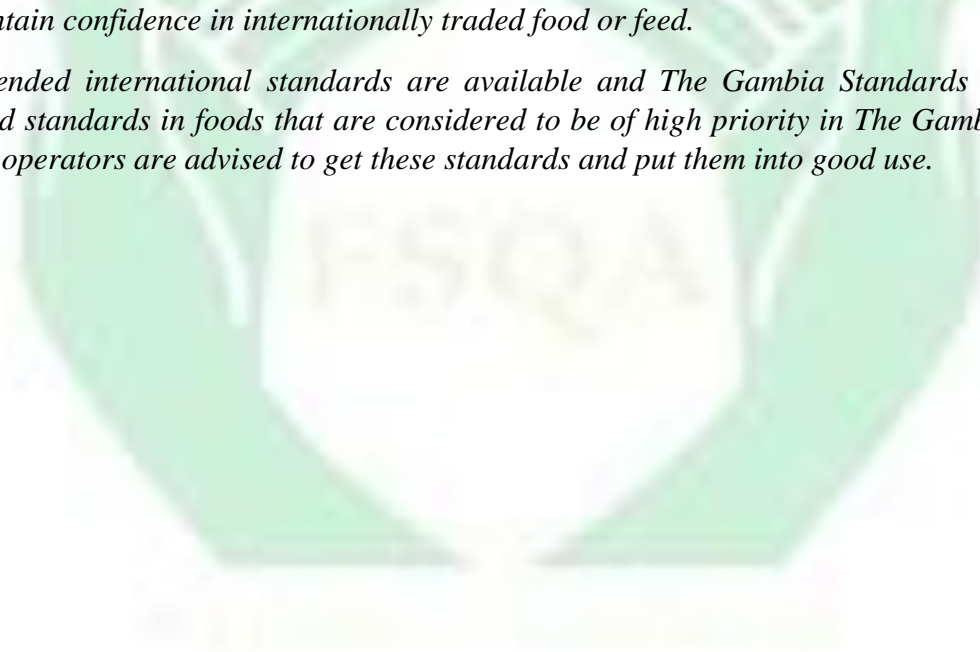 ntain confidence in internationally traded food or feed.
ended international standards are available and The Gambia Standards
d standards in foods that are considered to be of high priority in The Gamb
operators are advised to get these standards and put them into good use.
FSQA